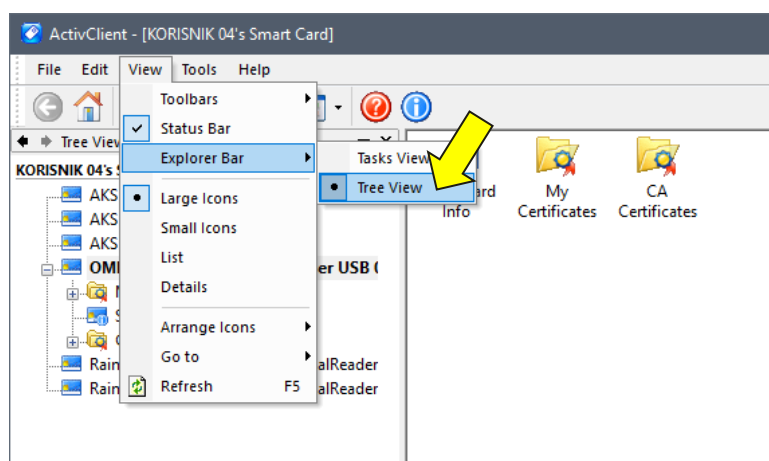 ActivClient - [KORISNIK 04's Smart Card]
File Edit View Tools Help
Toolbars
Status Bar
Explorer Bar
Large Icons
Small Icons
List
Details
Arrange Icons
Go to
Refresh F5
Tasks View
Tree View
Tree View
KORISNIK 04's
AKS
AKS
AKS
OM
er USB (
Rain
alReader
Rain
alReader
Info
My
Certificates
CA
Certificates